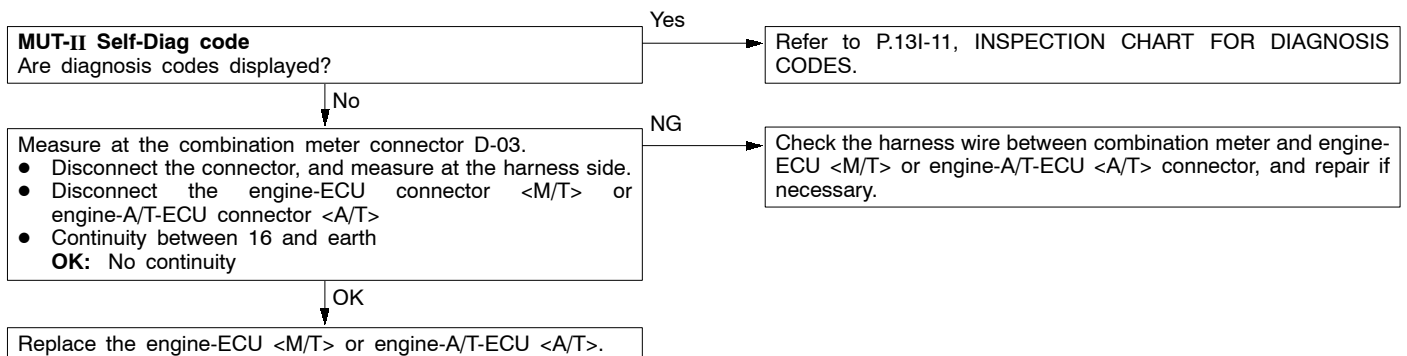 MUT-II Self-Diag code
Are diagnosis codes displayed?
Yes
Refer to P.13I-11, INSPECTION CHART FOR DIAGNOSIS
CODES.
No
Measure at the combination meter connector D-03.
● Disconnect the connector, and measure at the harness side.
● Disconnect the engine-ECU connector <M/T> or
engine-A/T-ECU connector <A/T>
● Continuity between 16 and earth
OK: No continuity
NG
Check the harness wire between combination meter and engine-
ECU <M/T> or engine-A/T-ECU <A/T> connector, and repair if
necessary.
OK
Replace the engine-ECU <M/T> or engine-A/T-ECU <A/T>.